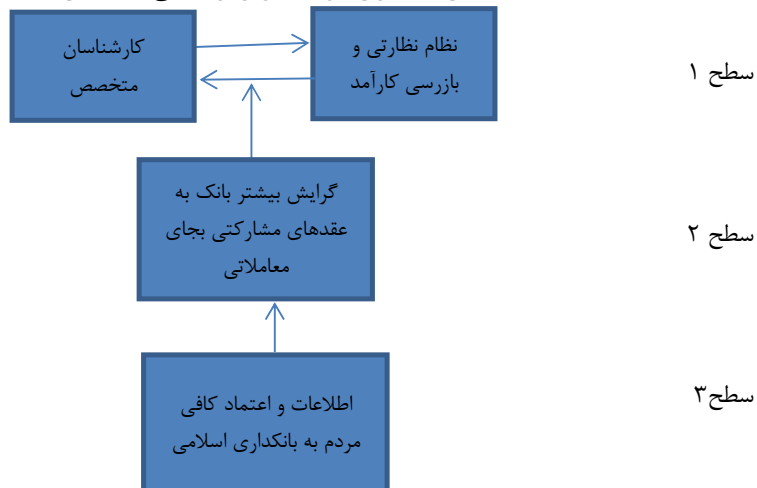 نظام نظارتی و
بازرسی کارآمد
کارشناسان
متخصص
سطح ۱
گرایش بیشتر بانک به
عقدهای مشارکتی بجای
معاملاتی
سطح ۲
اطلاعات و اعتماد کافی
مردم به بانکداری اسلامی
سطح۳